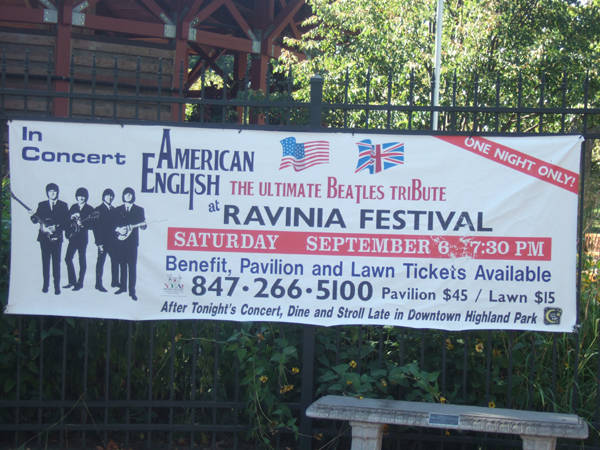 In
Concert
AMERICAN
ENGLISH THE ULTIMATE BEATLES TRIBUTE
at RAVINIA FESTIVAL
ONE NIGHT ONLY!
SATURDAY SEPTEMBER 8 7:30 PM
Benefit, Pavilion and Lawn Tickets Available
847·266·5100 Pavilion $45 / Lawn $15
After Tonight's Concert, Dine and Stroll Late in Downtown Highland Park